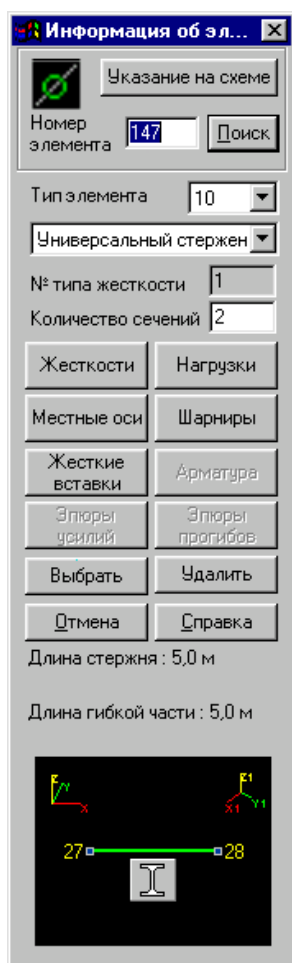 Информация об эл...
Указание на схеме
Номер элемента 147 Поиск
Тип элемента 10
Универсальный стержен
№ типа жесткости 1
Количество сечений 2
Жесткости Нагрузки
Местные оси Шарниры
Жесткие вставки Арматура
Эпюры усилий Эпюры прогибов
Выбрать Удалить
Отмена Справка
Длина стержня : 5,0 м
Длина гибкой части : 5,0 м
Z Y X Z1 X1 Y1
27 28